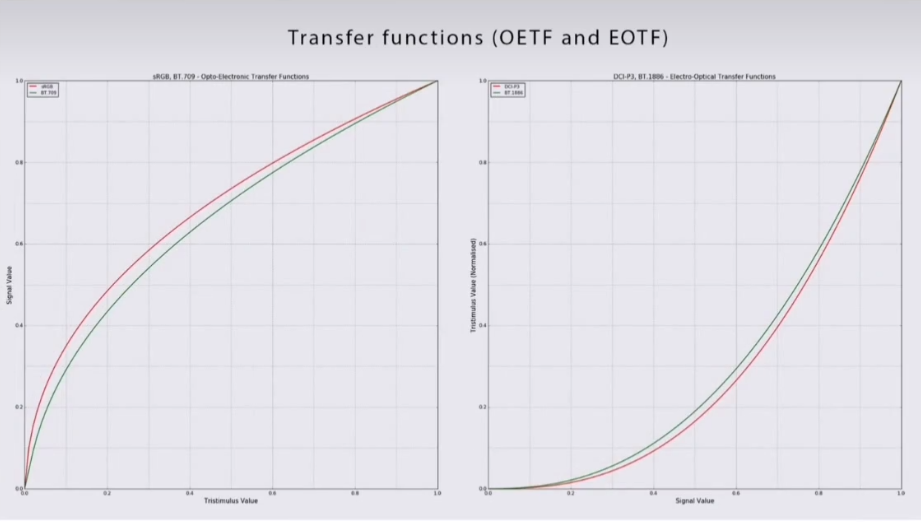 Transfer functions (OETF and EOTF)
sRGB, BT.709 - Opto-Electronic Transfer Functions
sRGB
BT.709
Signal Value
1.0
0.8
0.6
0.4
0.2
0.0
0.0 0.2 0.4 0.6 0.8 1.0
Tristimulus Value
DCI-P3, BT.1886 - Electro-Optical Transfer Functions
DCI-P3
BT.1886
Tristimulus Value (Normalised)
1.0
0.8
0.6
0.4
0.2
0.0
0.0 0.2 0.4 0.6 0.8 1.0
Signal Value